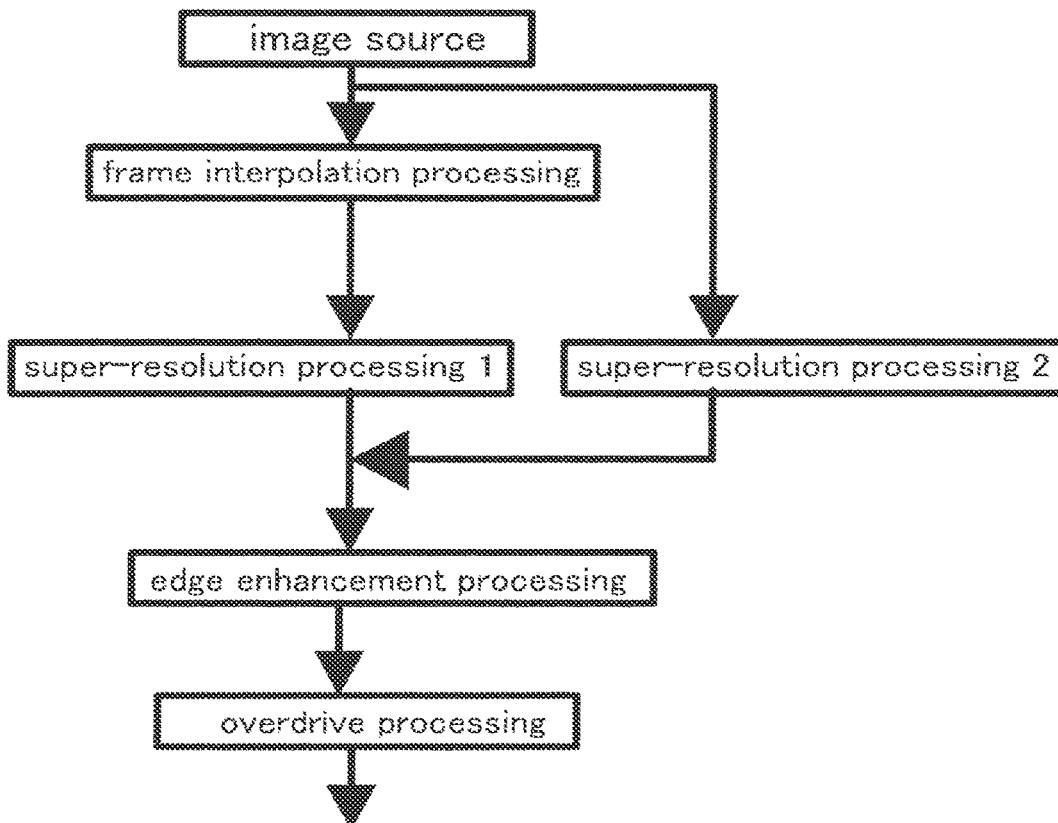 image source
frame interpolation processing
super-resolution processing 1
super-resolution processing 2
edge enhancement processing
overdrive processing